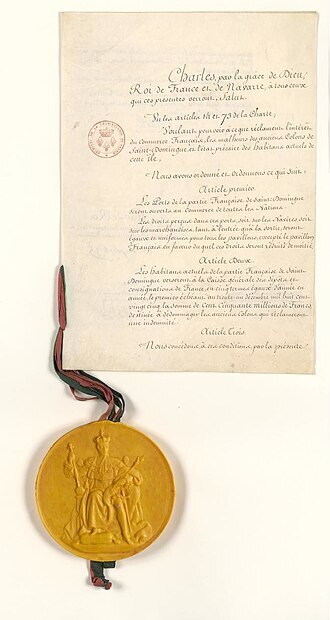 Charles, par la grâce de Dieu,
Roi de France et de Navarre, à tous ceux
qui ces présentes verront, Salut.
Vu les articles 14 et 73 de la Charte;
Voulant pourvoir à ce que réclament l'intérêt
du Commerce Français, les malheurs des anciens Colons de
Saint-Domingue, et l'état précaire des habitans actuels de
cette île,
Nous avons ordonné et ordonnons ce qui suit:
Article premier
Les Ports de la partie Française de Saint-Domingue
seront ouverts au Commerce de toutes les Nations.
Les droits perçus dans ces ports, soit sur les Navires, soit
sur les marchandises, tant à l'entrée qu'à la sortie, seront
égaux et uniformes pour tous les pavillons, excepté le pavillon
Français, en faveur duquel ces droits seront réduits de moitié.
Article Deux
Les habitans actuels de la partie Française de Saint-
Domingue verseront à la Caisse générale des dépôts et
consignations de France, en cinq termes égaux d'année en
année, le premier échéant au trente un décembre mil huit cent
vingt cinq, la somme de Cent Cinquante millions de Francs
destinée à dédommager les anciens Colons qui réclameront
une indemnité.
Article Trois
Nous concédons, à ces conditions, par la présente